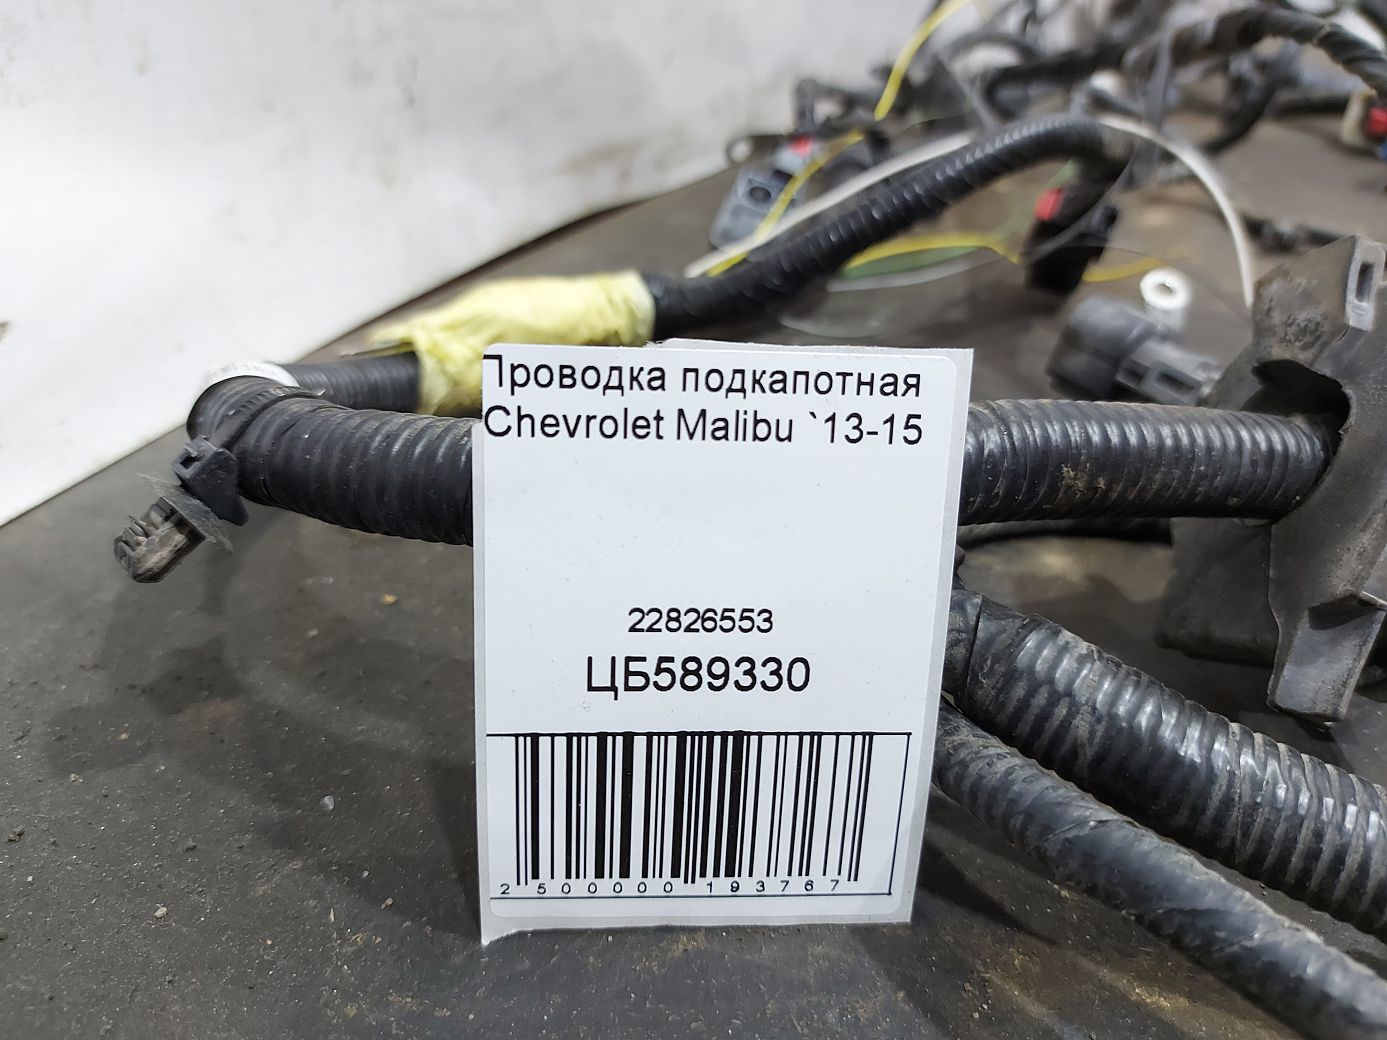 Проводка подкапотная
Chevrolet Malibu `13-15
22826553
ЦБ589330
2 500000 193767